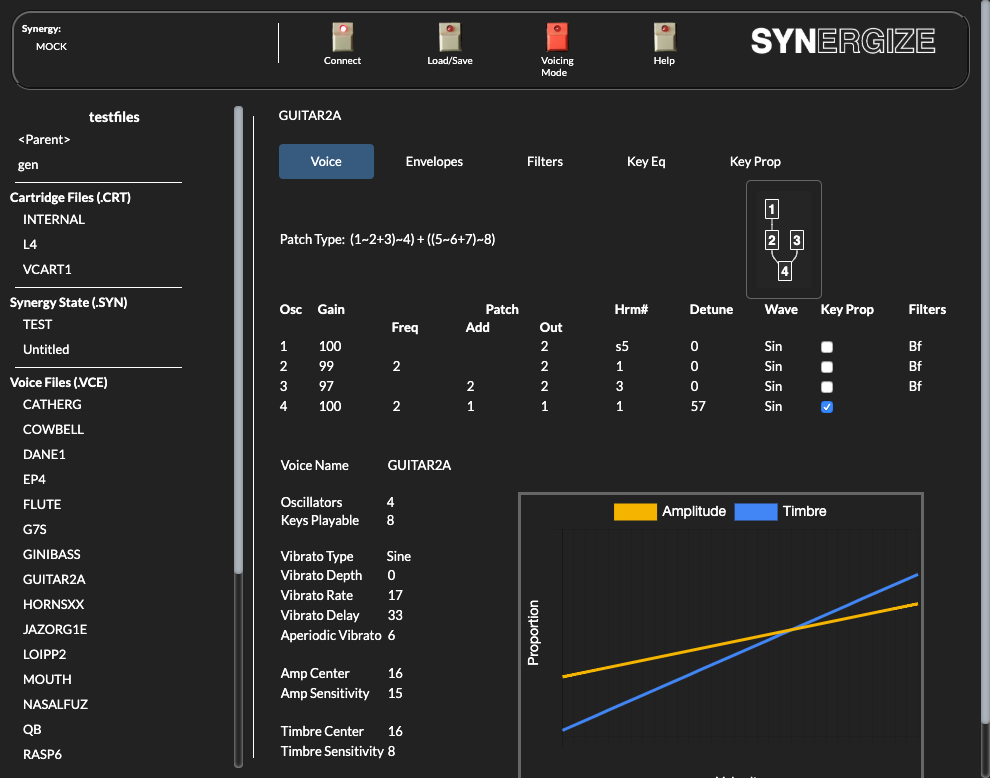 Synergy:
MOCK
Connect
Load/Save
Voicing
Mode
Help
SYNERGIZE
testfiles
<Parent>
gen
Cartridge Files (.CRT)
INTERNAL
L4
VCART1
Synergy State (.SYN)
TEST
Untitled
Voice Files (.VCE)
CATHERG
COWBELL
DANE1
EP4
FLUTE
G7S
GINIBASS
GUITAR2A
HORNSXX
JAZORG1E
LOIPP2
MOUTH
NASALFUZ
QB
RASP6
GUITAR2A
Voice Envelopes Filters Key Eq Key Prop
Patch Type: (1~2+3)~4) + ((5~6+7)~8)
1
2 3
4
Osc Gain Patch Hrm# Detune Wave Key Prop Filters
Freq Add Out
1 100 2 s5 0 Sin Bf
2 99 2 2 1 0 Sin Bf
3 97 2 2 3 0 Sin Bf
4 100 2 1 1 1 57 Sin
Voice Name GUITAR2A
Oscillators 4
Keys Playable 8
Vibrato Type Sine
Vibrato Depth 0
Vibrato Rate 17
Vibrato Delay 33
Aperiodic Vibrato 6
Amp Center 16
Amp Sensitivity 15
Timbre Center 16
Timbre Sensitivity 8
Amplitude Timbre
Proportion